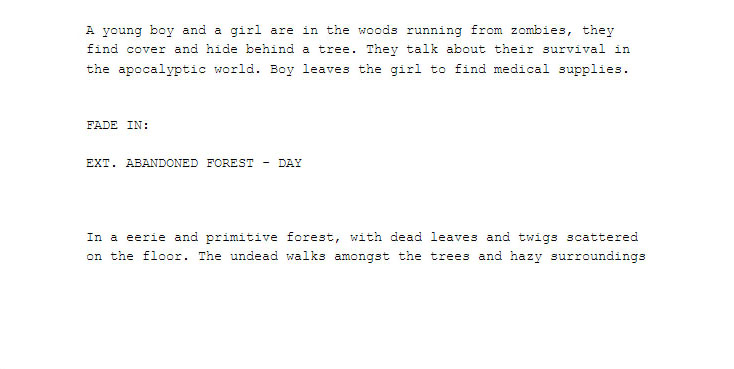 A young boy and a girl are in the woods running from zombies, they
find cover and hide behind a tree. They talk about their survival in
the apocalyptic world. Boy leaves the girl to find medical supplies.
FADE IN:
EXT. ABANDONED FOREST - DAY
In a eerie and primitive forest, with dead leaves and twigs scattered
on the floor. The undead walks amongst the trees and hazy surroundings